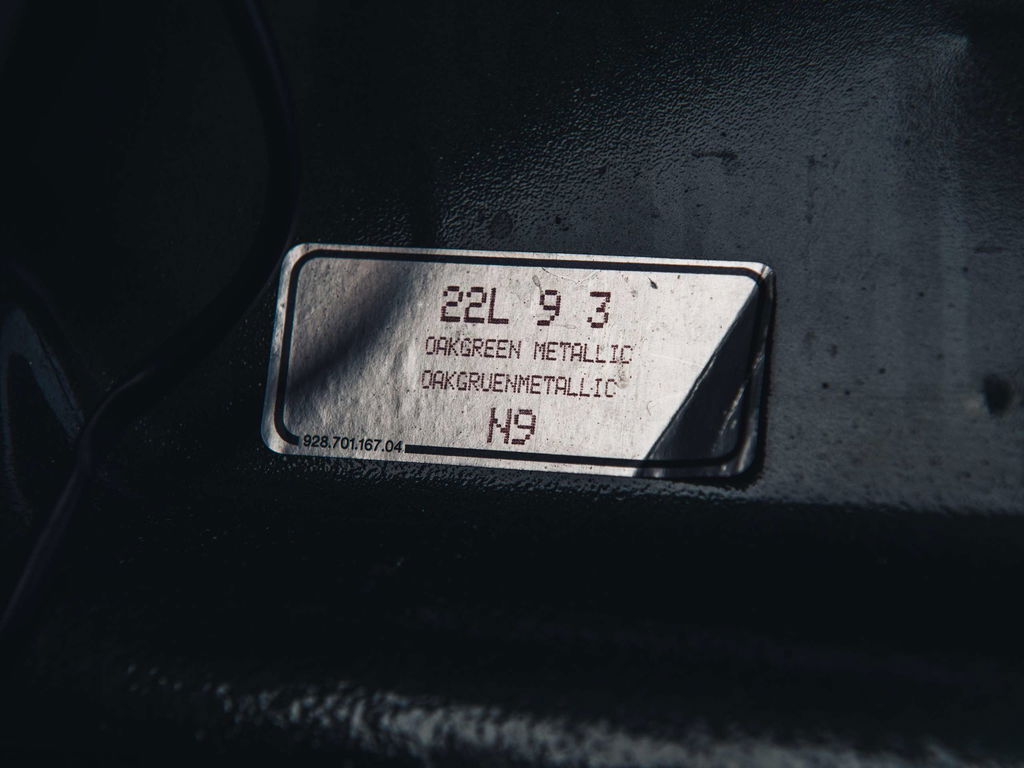 22L 9 3
OAKGREEN METALLIC
OAKGRUENMETALLIC
N9
928.701.167.04